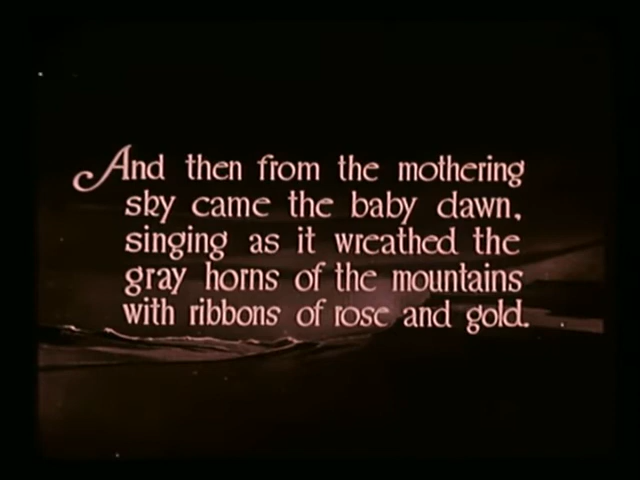 And then from the mothering
sky came the baby dawn,
singing as it wreathed the
gray horns of the mountains
with ribbons of rose and gold.